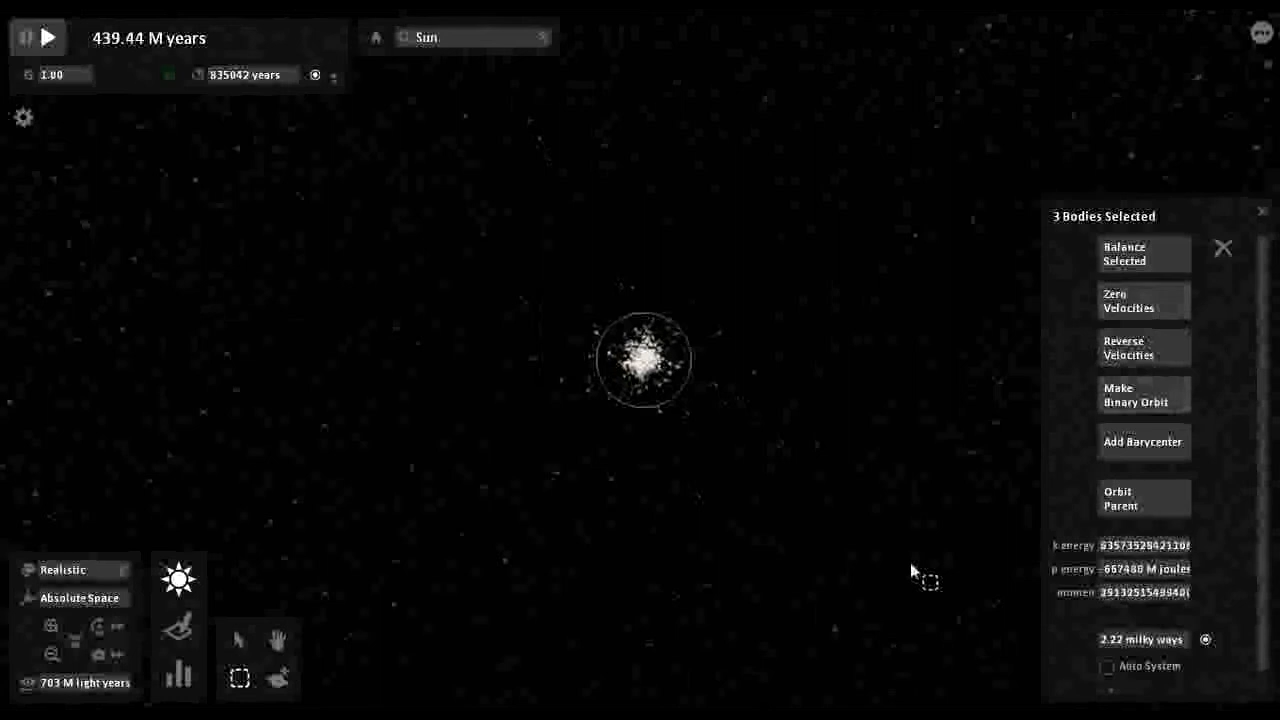 439.44 M years
Sun
1.00
835042 years
3 Bodies Selected
Balance
Selected
Zero
Velocities
Reverse
Velocities
Make
Binary Orbit
Add Barycenter
Orbit
Parent
k energy
p energy -667480 M joules
momen
2.22 milky ways
Auto System
Realistic
Absolute Space
703 M light years